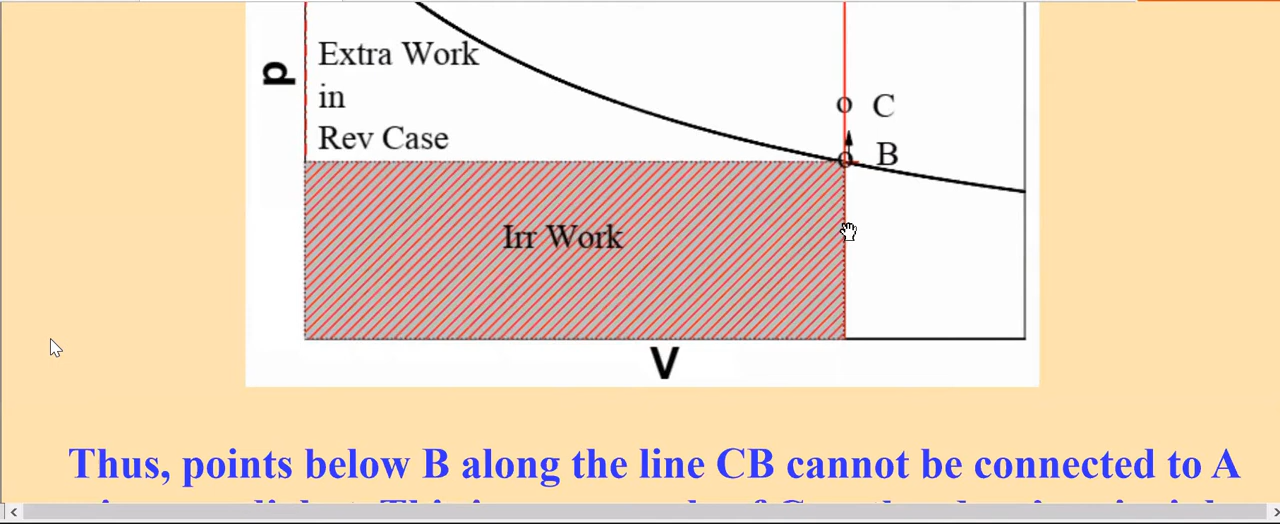 Extra Work
in
Rev Case
p
C
B
Irr Work
V
Thus, points below B along the line CB cannot be connected to A